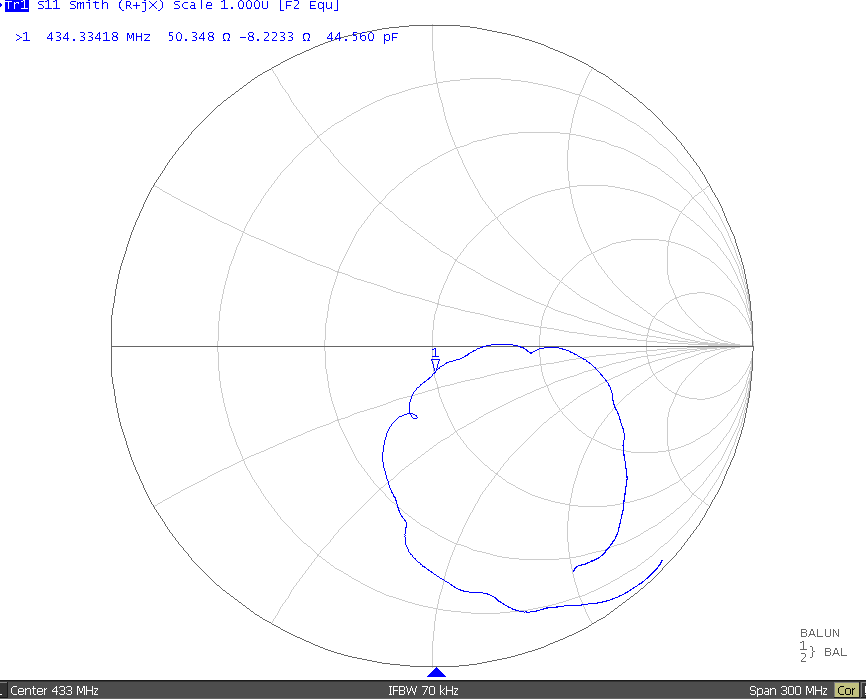 Tr1 S11 Smith (R+jX) Scale 1.000U [F2 Equ]
>1 434.33418 MHz 50.348 Ω -8.2233 Ω 44.560 pF
1
BALUN
1
2} BAL
Center 433 MHz IFBW 70 kHz Span 300 MHz Cor